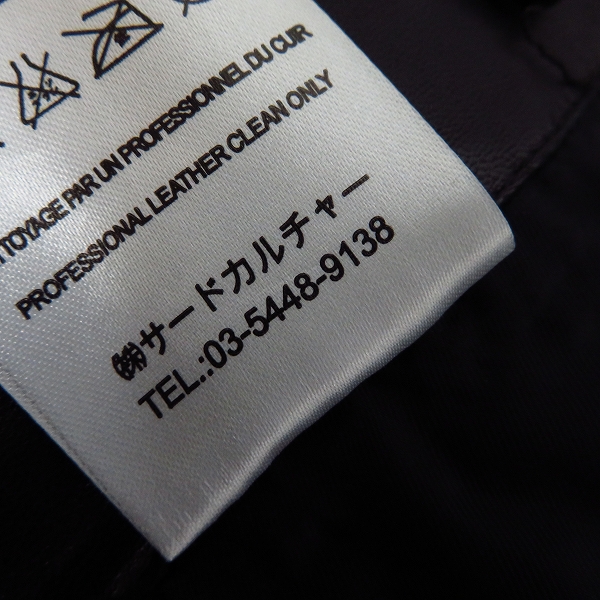 PAR UN PROFESSIONNEL DU CUIR
PROFESSIONAL LEATHER CLEAN ONLY
㈱サードカルチャー
TEL.:03-5448-9138